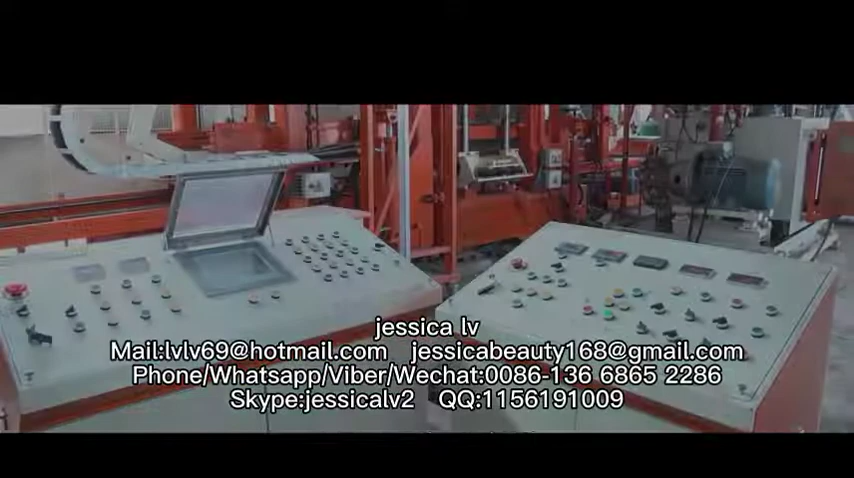 jessica lv
Mail:lvlv69@hotmail.com jessicabeauty168@gmail.com
Phone/Whatsapp/Viber/Wechat:0086-136 6865 2286
Skype:jessicalv2 QQ:1156191009